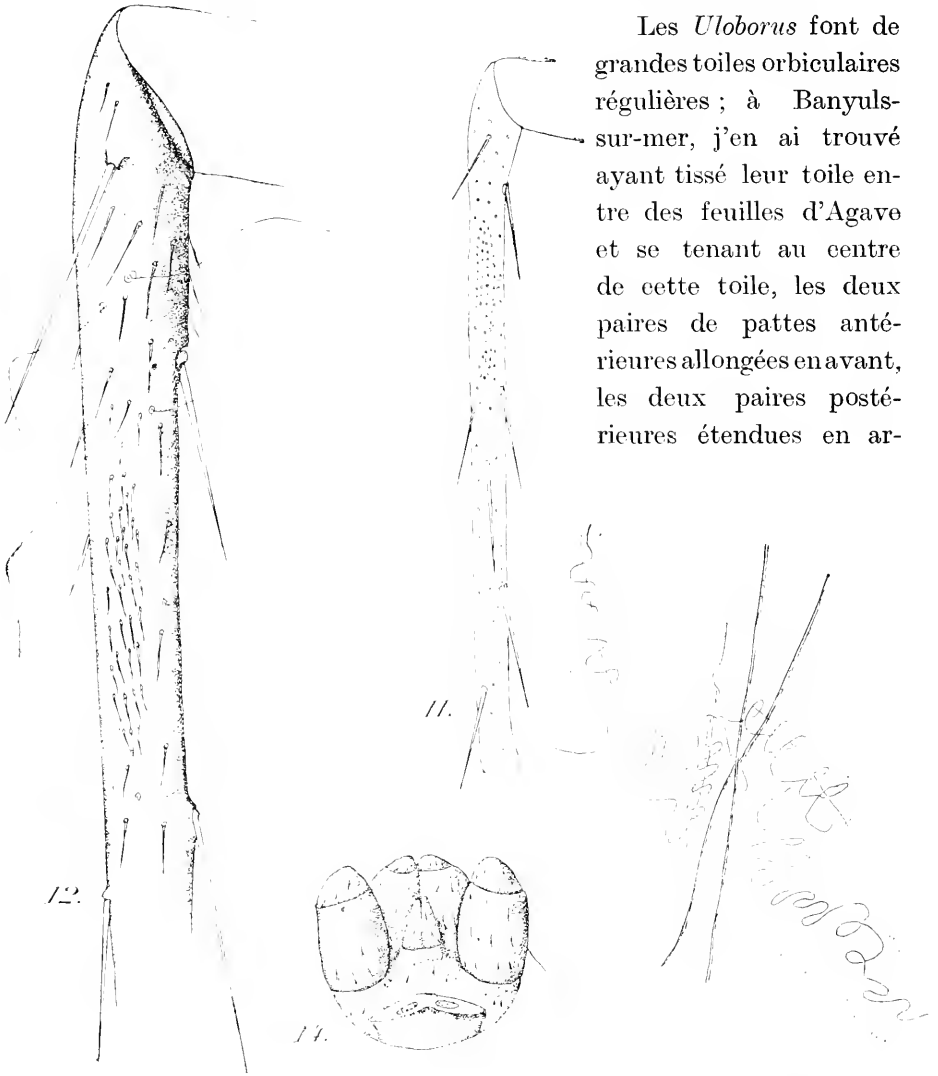 Les Uloborus font de
grandes toiles orbiculaires
régulières ; à Banyuls-
sur-mer, j'en ai trouvé
ayant tissé leur toile en-
tre des feuilles d'Agave
et se tenant au centre
de cette toile, les deux
paires de pattes anté-
rieures allongées en avant,
les deux paires posté-
rieures étendues en ar-
11.
12.